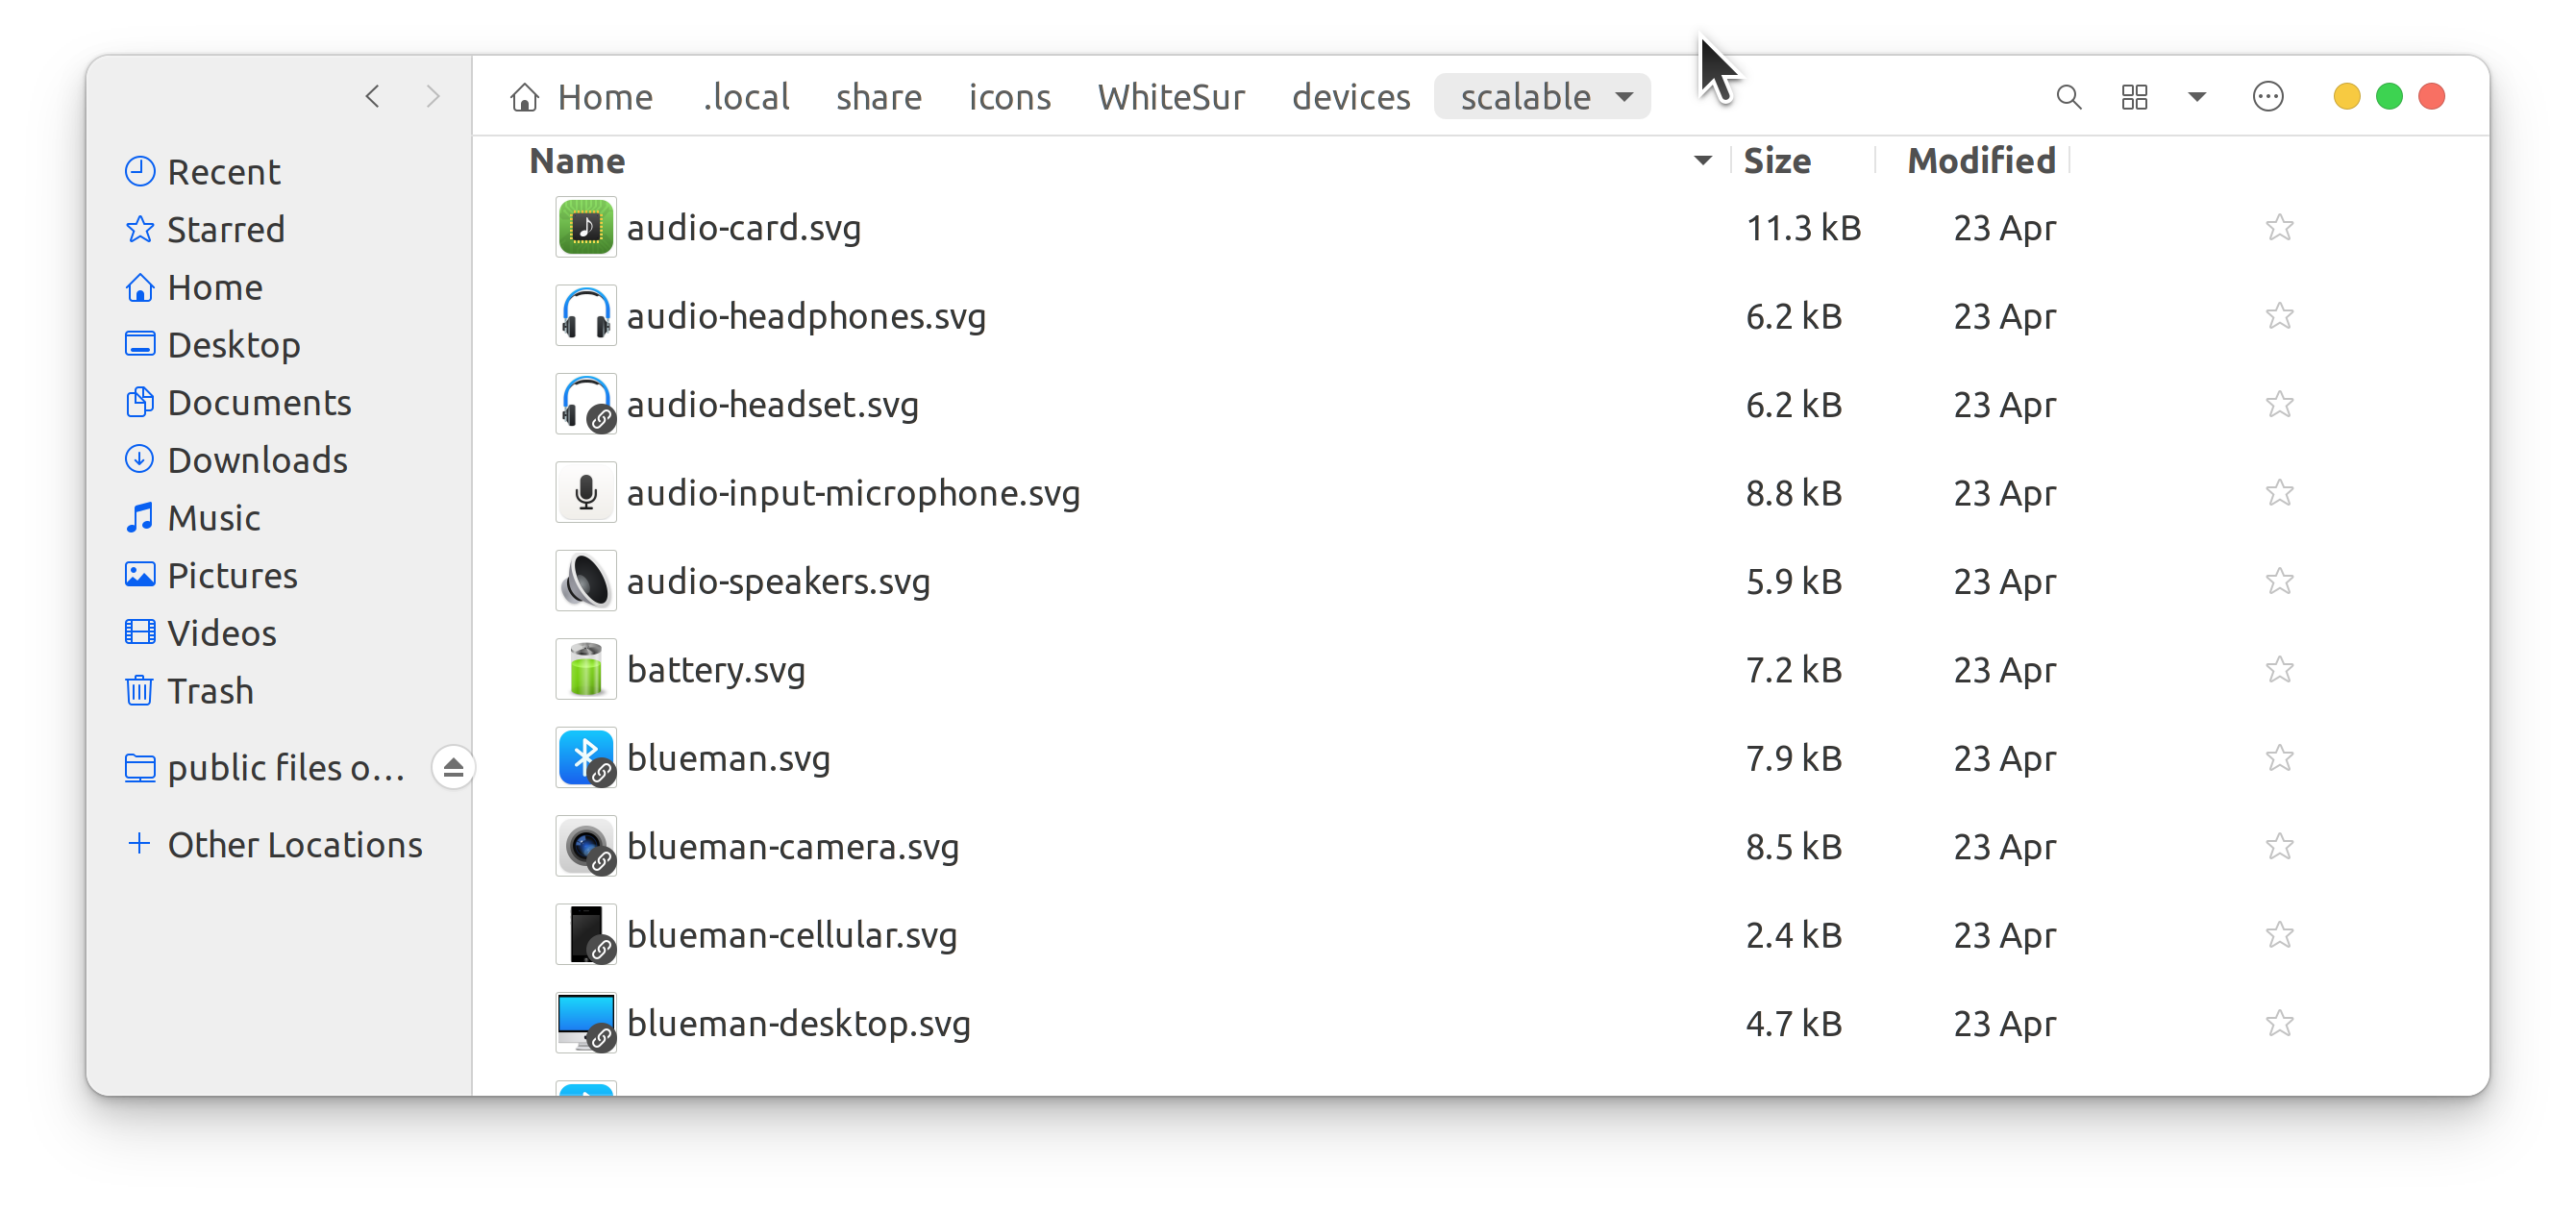 Home .local share icons WhiteSur devices scalable
Recent
Starred
Home
Desktop
Documents
Downloads
Music
Pictures
Videos
Trash
public files o...
Other Locations
Name Size Modified
audio-card.svg 11.3 kB 23 Apr
audio-headphones.svg 6.2 kB 23 Apr
audio-headset.svg 6.2 kB 23 Apr
audio-input-microphone.svg 8.8 kB 23 Apr
audio-speakers.svg 5.9 kB 23 Apr
battery.svg 7.2 kB 23 Apr
blueman.svg 7.9 kB 23 Apr
blueman-camera.svg 8.5 kB 23 Apr
blueman-cellular.svg 2.4 kB 23 Apr
blueman-desktop.svg 4.7 kB 23 Apr